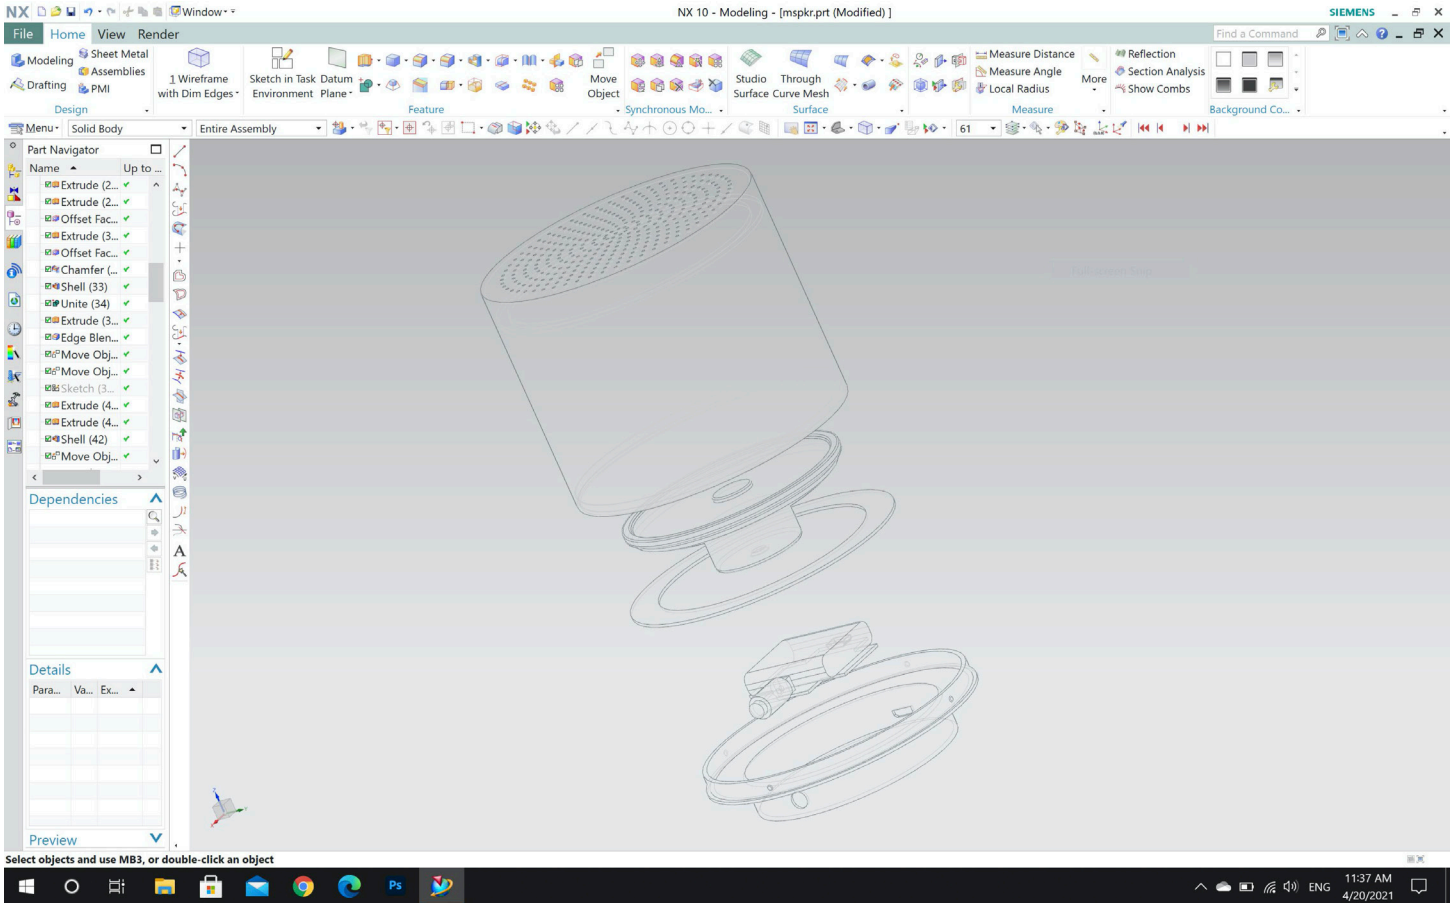 NX Window
NX 10 - Modeling - [mspkr.prt (Modified) ]
SIEMENS
File Home View Render
Find a Command
Modeling
Sheet Metal
Assemblies
Drafting
PMI
Design
1 Wireframe
with Dim Edges
Sketch in Task
Environment
Datum
Plane
Feature
Move
Object
Synchronous Mo...
Studio
Surface
Through
Curve Mesh
Surface
Measure Distance
Measure Angle
Local Radius
More
Measure
Reflection
Section Analysis
Show Combs
Background Co...
Menu Solid Body Entire Assembly 61
Part Navigator
Name Up to ...
Extrude (2...
Extrude (2...
Offset Fac...
Extrude (3...
Offset Fac...
Chamfer (...
Shell (33)
Unite (34)
Extrude (3...
Edge Blen...
Move Obj...
Move Obj...
Sketch (3...
Extrude (4...
Extrude (4...
Shell (42)
Move Obj...
Dependencies
A
Details
Para... Va... Ex...
Preview
Select objects and use MB3, or double-click an object
Ps
ENG
11:37 AM
4/20/2021